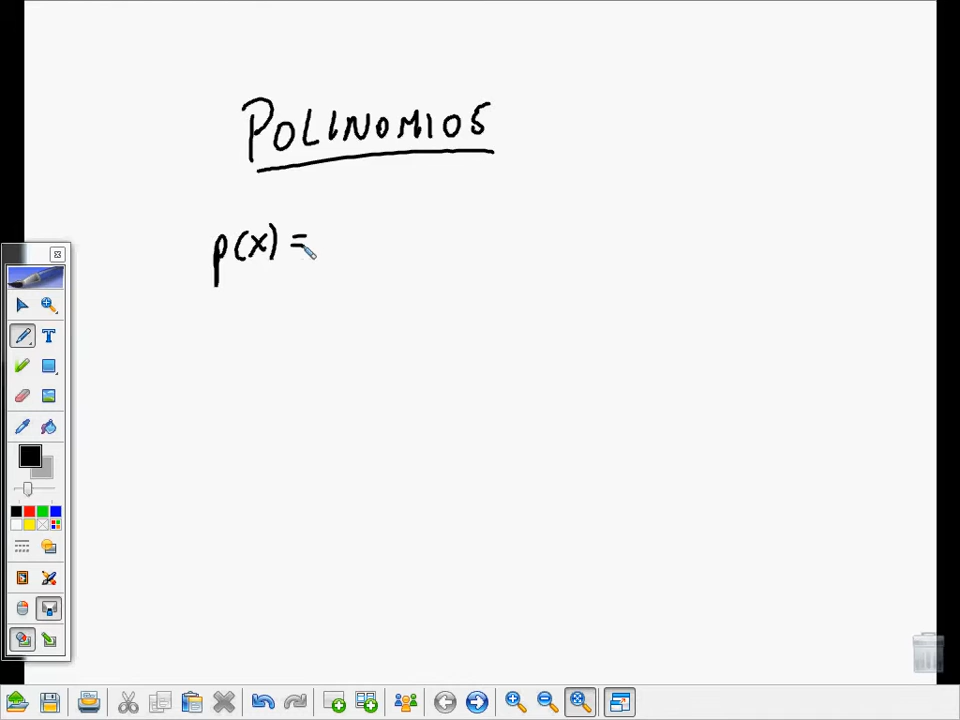 POLINOMIOS
p(x) =